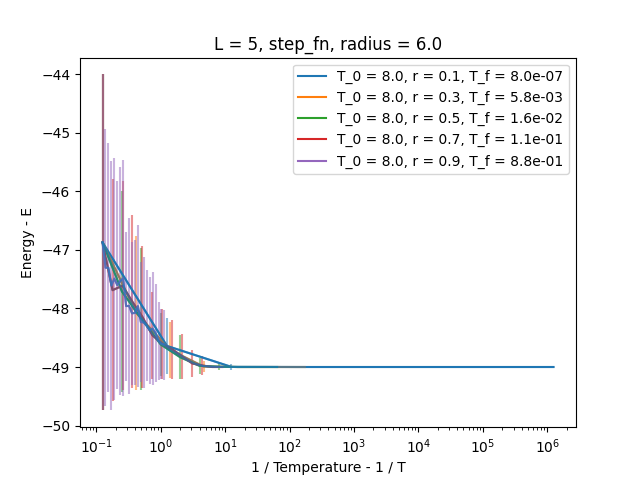 L = 5, step_fn, radius = 6.0
T_0 = 8.0, r = 0.1, T_f = 8.0e-07
T_0 = 8.0, r = 0.3, T_f = 5.8e-03
T_0 = 8.0, r = 0.5, T_f = 1.6e-02
T_0 = 8.0, r = 0.7, T_f = 1.1e-01
T_0 = 8.0, r = 0.9, T_f = 8.8e-01
Energy - E
−44
−45
−46
−47
−48
−49
−50
10⁻¹ 10⁰ 10¹ 10² 10³ 10⁴ 10⁵ 10⁶
1 / Temperature - 1 / T